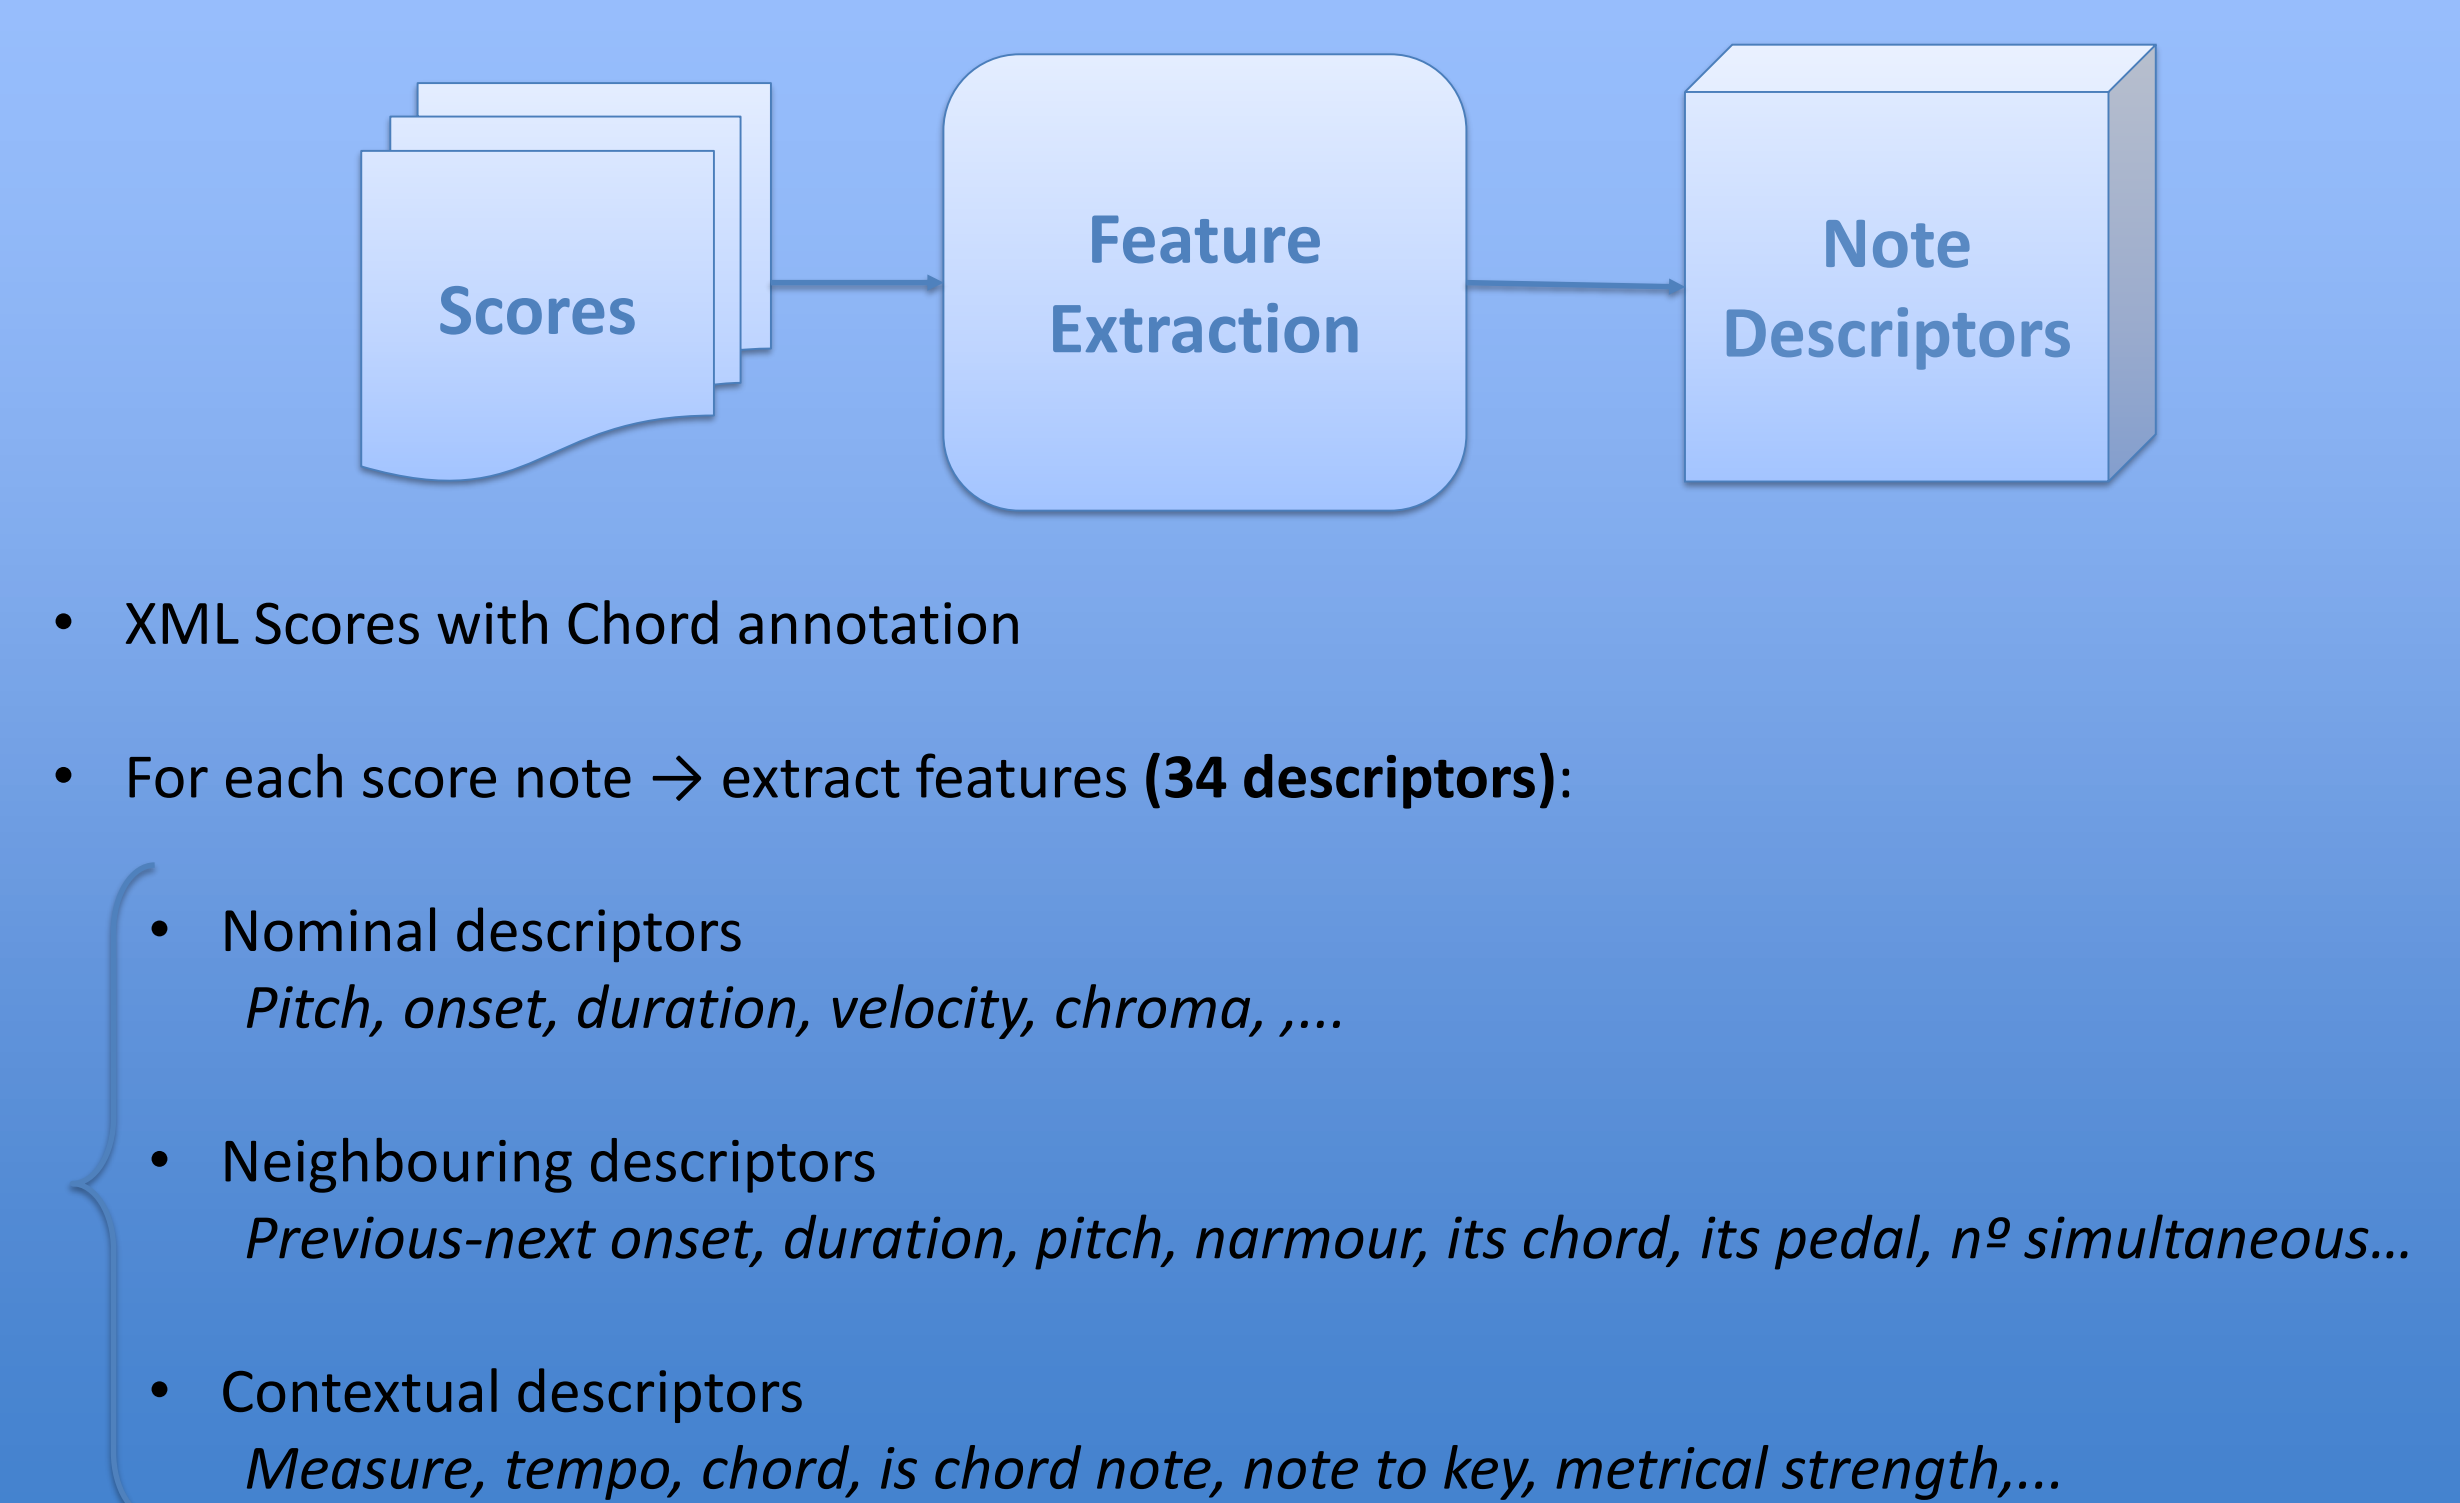 Scores
Feature
Extraction
Note
Descriptors
• XML Scores with Chord annotation
• For each score note → extract features (34 descriptors):
• Nominal descriptors
Pitch, onset, duration, velocity, chroma, ,...
• Neighbouring descriptors
Previous-next onset, duration, pitch, narmour, its chord, its pedal, nº simultaneous...
• Contextual descriptors
Measure, tempo, chord, is chord note, note to key, metrical strength,...